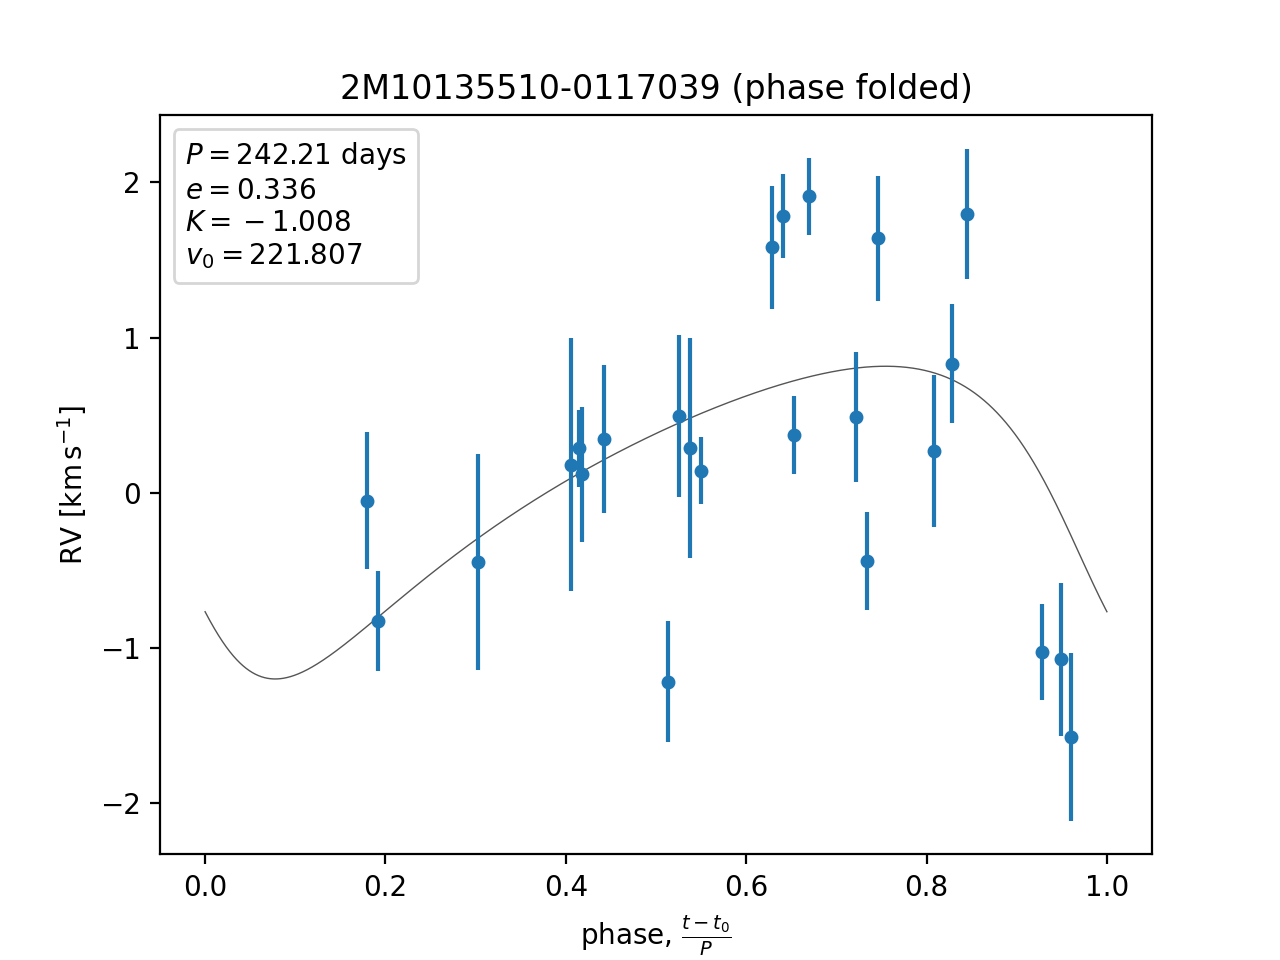 2M10135510-0117039 (phase folded)
P = 242.21 days
e = 0.336
K = −1.008
v₀ = 221.807
2
1
0
−1
−2
RV [km s⁻¹]
0.0 0.2 0.4 0.6 0.8 1.0
phase, (t − t₀)/P